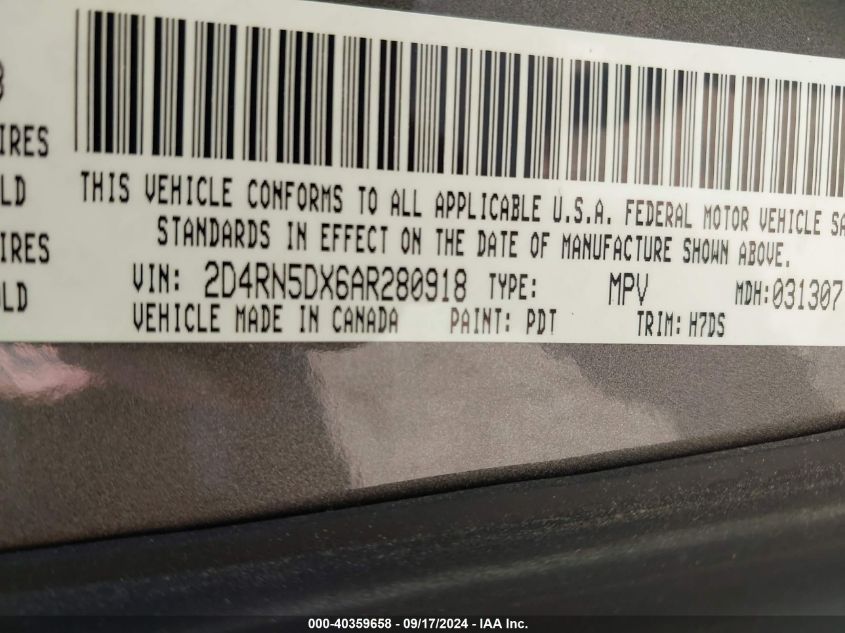 8
IRES
LD
IRES
OLD
THIS VEHICLE CONFORMS TO ALL APPLICABLE U.S.A. FEDERAL MOTOR VEHICLE SA
STANDARDS IN EFFECT ON THE DATE OF MANUFACTURE SHOWN ABOVE.
VIN: 2D4RN5DX6AR280918 TYPE: MPV MDH:031307
VEHICLE MADE IN CANADA PAINT: PDT TRIM: H7DS
000-40359658 - 09/17/2024 - IAA Inc.